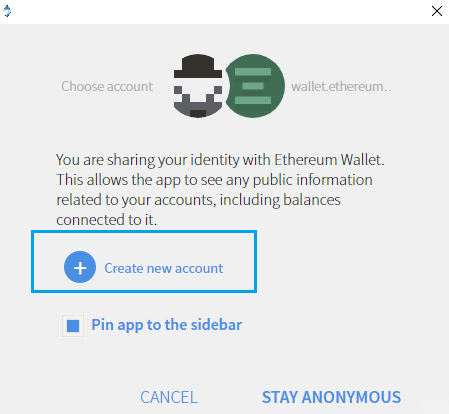 Choose account
wallet.ethereum..
You are sharing your identity with Ethereum Wallet.
This allows the app to see any public information
related to your accounts, including balances
connected to it.
Create new account
Pin app to the sidebar
CANCEL
STAY ANONYMOUS